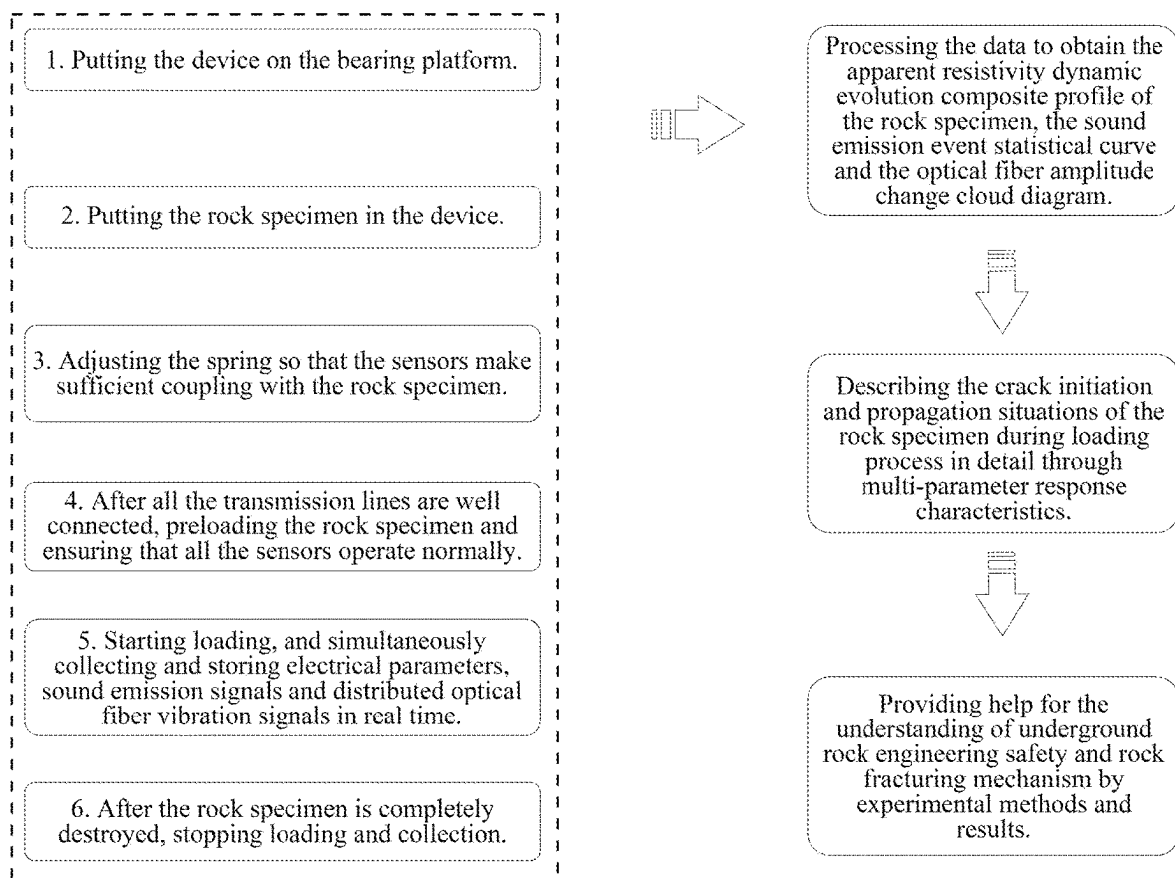 1. Putting the device on the bearing platform.
2. Putting the rock specimen in the device.
3. Adjusting the spring so that the sensors make
sufficient coupling with the rock specimen.
4. After all the transmission lines are well
connected, preloading the rock specimen and
ensuring that all the sensors operate normally.
5. Starting loading, and simultaneously
collecting and storing electrical parameters,
sound emission signals and distributed optical
fiber vibration signals in real time.
6. After the rock specimen is completely
destroyed, stopping loading and collection.
Processing the data to obtain the
apparent resistivity dynamic
evolution composite profile of
the rock specimen, the sound
emission event statistical curve
and the optical fiber amplitude
change cloud diagram.
Describing the crack initiation
and propagation situations of the
rock specimen during loading
process in detail through
multi-parameter response
characteristics.
Providing help for the
understanding of underground
rock engineering safety and rock
fracturing mechanism by
experimental methods and
results.